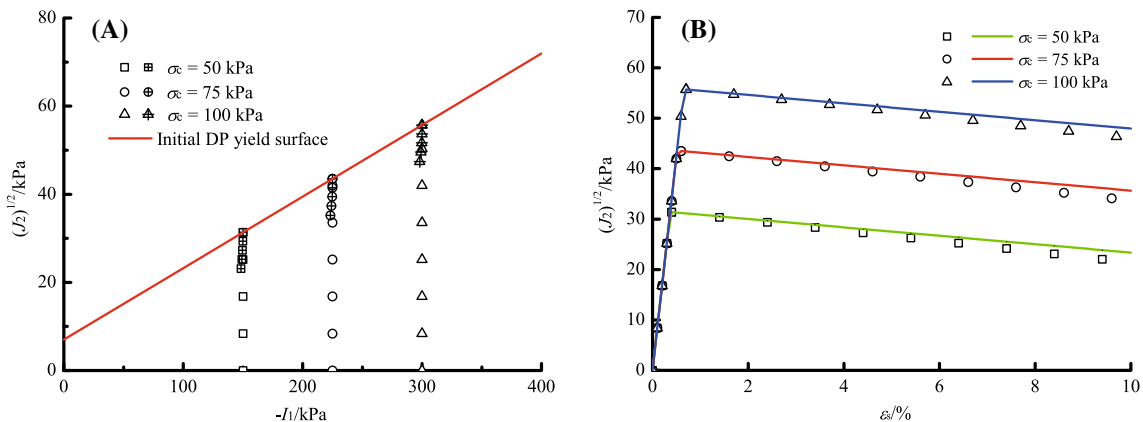 (A)
σc = 50 kPa
σc = 75 kPa
σc = 100 kPa
Initial DP yield surface
(J2)^1/2/kPa
80
60
40
20
0
0 100 200 300 400
-I1/kPa
(B)
σc = 50 kPa
σc = 75 kPa
σc = 100 kPa
(J2)^1/2/kPa
70
60
50
40
30
20
10
0
0 2 4 6 8 10
εs/%